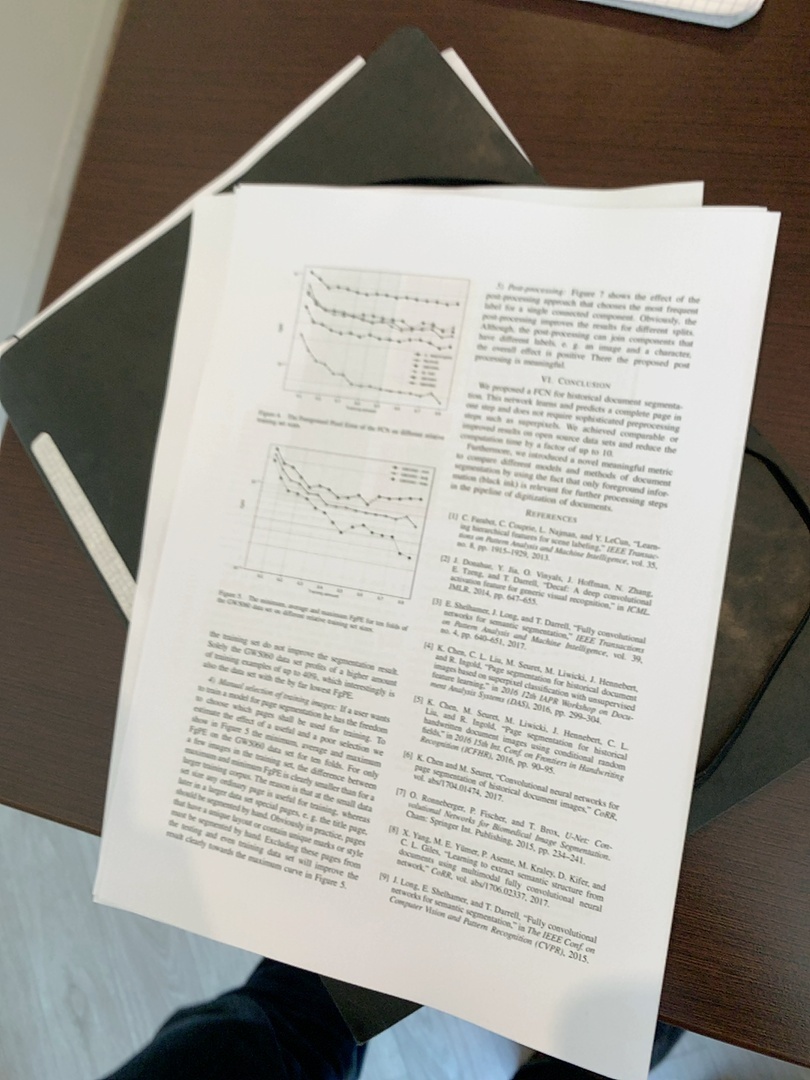 Figure 4. The Foreground Pixel Error of the FCN on different relative
training set sizes.
Figure 5. The minimum, average and maximum FgPE for ten folds of
the GW5060 data set on different relative training set sizes.
the training set do not improve the segmentation result.
Solely the GW5060 data set profits of a higher amount
of training examples of up to 40%, which interestingly is
also the data set with the by far lowest FgPE.
4) Manual selection of training images: If a user wants
to train a model for page segmentation he has the freedom
to choose which pages shall be used for training. To
estimate the effect of a useful and a poor selection we
show in Figure 5 the minimum, average and maximum
FgPE on the GW5060 data set for ten folds. For only
a few images in the training set, the difference between
maximum and minimum FgPE is clearly smaller than for a
larger training corpus. The reason is that at the small data
set size any ordinary page is useful for training, whereas
later in a larger data set special pages, e. g. the title page,
should be segmented by hand. Obviously in practice, pages
that have a unique layout or contain unique marks or style
must be segmented by hand. Excluding these pages from
the testing and even training data set will improve the
result clearly towards the maximum curve in Figure 5.
5) Post-processing: Figure 7 shows the effect of the
post-processing approach that chooses the most frequent
label for a single connected component. Obviously, the
post-processing improves the results for different splits.
Although, the post-processing can join components that
have different labels, e. g. an image and a character,
the overall effect is positive There the proposed post
processing is meaningful.
VI. CONCLUSION
We proposed a FCN for historical document segmenta-
tion. This network learns and predicts a complete page in
one step and does not require sophisticated preprocessing
steps such as superpixels. We achieved comparable or
improved results on open source data sets and reduce the
computation time by a factor of up to 10.
Furthermore, we introduced a novel meaningful metric
to compare different models and methods of document
segmentation by using the fact that only foreground infor-
mation (black ink) is relevant for further processing steps
in the pipeline of digitization of documents.
REFERENCES
[1] C. Farabet, C. Couprie, L. Najman, and Y. LeCun, "Learn-
ing hierarchical features for scene labeling," IEEE Transac-
tions on Pattern Analysis and Machine Intelligence, vol. 35,
no. 8, pp. 1915–1929, 2013.
[2] J. Donahue, Y. Jia, O. Vinyals, J. Hoffman, N. Zhang,
E. Tzeng, and T. Darrell, "Decaf: A deep convolutional
activation feature for generic visual recognition," in ICML.
JMLR, 2014, pp. 647–655.
[3] E. Shelhamer, J. Long, and T. Darrell, "Fully convolutional
networks for semantic segmentation," IEEE Transactions
on Pattern Analysis and Machine Intelligence, vol. 39,
no. 4, pp. 640–651, 2017.
[4] K. Chen, C. L. Liu, M. Seuret, M. Liwicki, J. Hennebert,
and R. Ingold, "Page segmentation for historical document
images based on superpixel classification with unsupervised
feature learning," in 2016 12th IAPR Workshop on Docu-
ment Analysis Systems (DAS), 2016, pp. 299–304.
[5] K. Chen, M. Seuret, M. Liwicki, J. Hennebert, C. L.
Liu, and R. Ingold, "Page segmentation for historical
handwritten document images using conditional random
fields," in 2016 15th Int. Conf. on Frontiers in Handwriting
Recognition (ICFHR), 2016, pp. 90–95.
[6] K. Chen and M. Seuret, "Convolutional neural networks for
page segmentation of historical document images," CoRR,
vol. abs/1704.01474, 2017.
[7] O. Ronneberger, P. Fischer, and T. Brox, U-Net: Con-
volutional Networks for Biomedical Image Segmentation.
Cham: Springer Int. Publishing, 2015, pp. 234–241.
[8] X. Yang, M. E. Yümer, P. Asente, M. Kraley, D. Kifer, and
C. L. Giles, "Learning to extract semantic structure from
documents using multimodal fully convolutional neural
network," CoRR, vol. abs/1706.02337, 2017.
[9] J. Long, E. Shelhamer, and T. Darrell, "Fully convolutional
networks for semantic segmentation," in The IEEE Conf. on
Computer Vision and Pattern Recognition (CVPR), 2015.